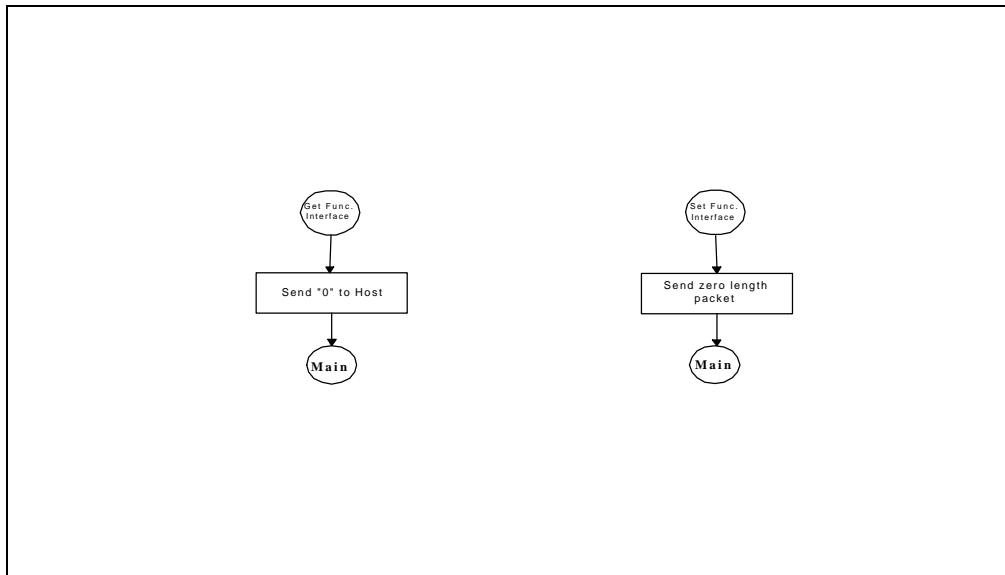 Get Func.
Interface
Send "0" to Host
Main
Set Func.
Interface
Send zero length
packet
Main